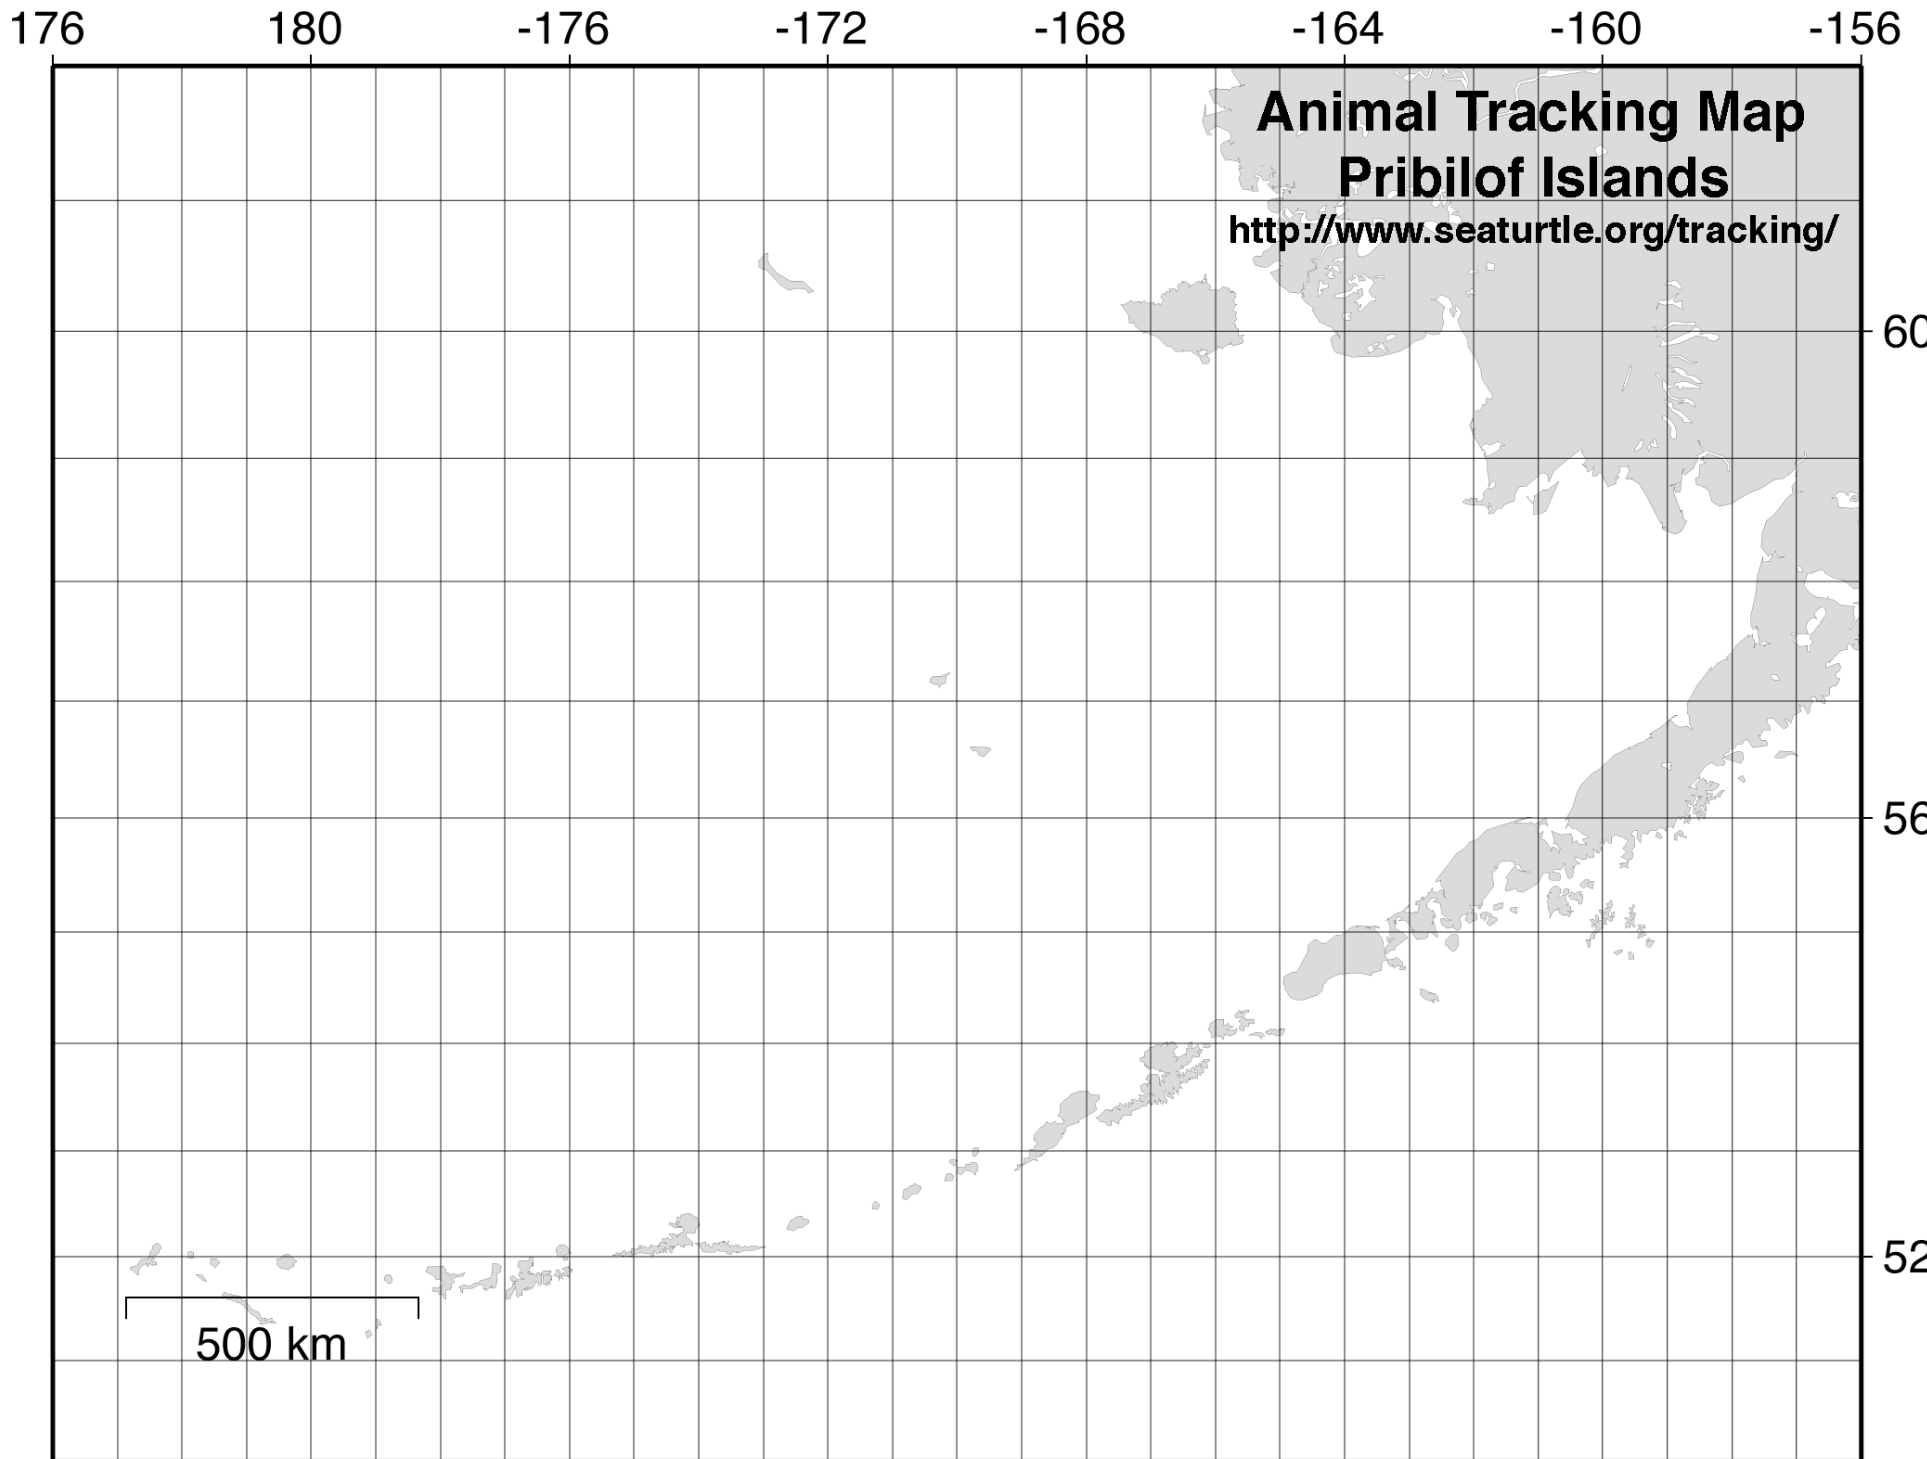 176 180 -176 -172 -168 -164 -160 -156
Animal Tracking Map
Pribilof Islands
http://www.seaturtle.org/tracking/
60
56
52
500 km